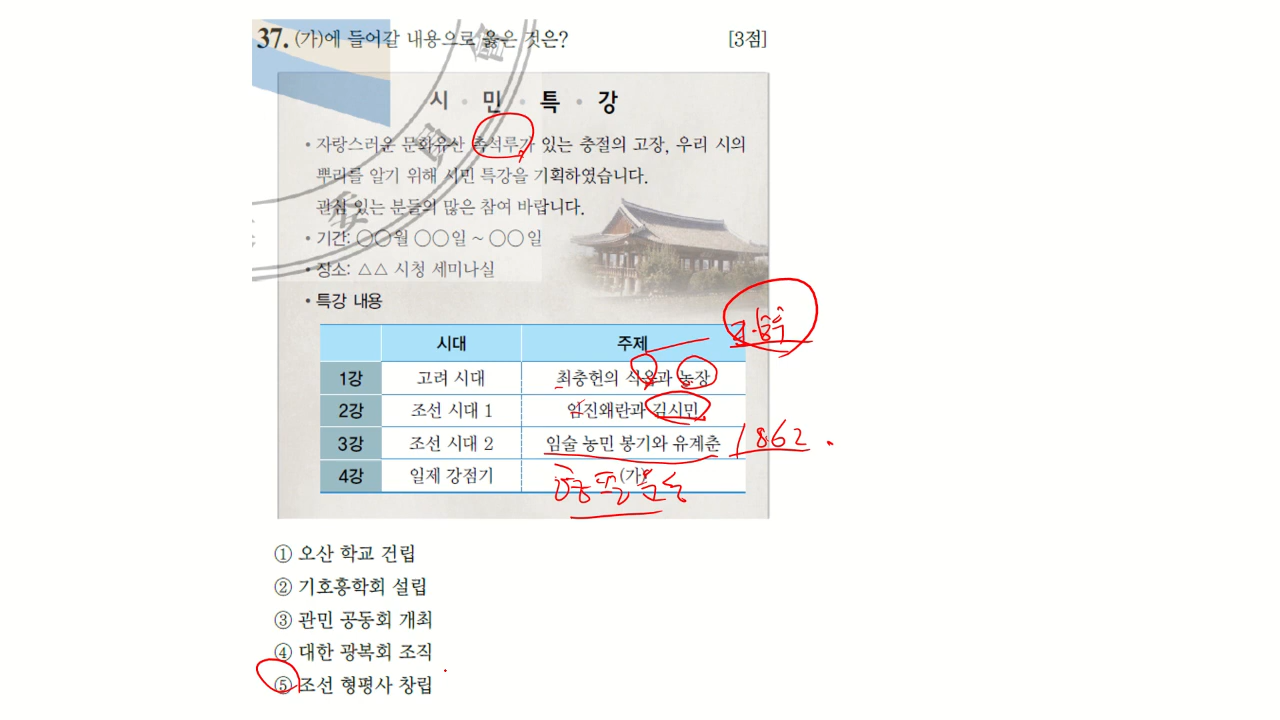 37. (가)에 들어갈 내용으로 옳은 것은? [3점]
시·민·특·강
• 자랑스러운 문화유산 촉석루가 있는 충절의 고장, 우리 시의
뿌리를 알기 위해 시민 특강을 기획하였습니다.
관심 있는 분들의 많은 참여 바랍니다.
• 기간: ○○월 ○○일 ~ ○○일
• 장소: △△ 시청 세미나실
• 특강 내용
시대 주제
1강 고려 시대 최충헌의 식읍과 농장
2강 조선 시대 1 임진왜란과 김시민
3강 조선 시대 2 임술 농민 봉기와 유계춘 1862.
4강 일제 강점기 (가)
① 오산 학교 건립
② 기호흥학회 설립
③ 관민 공동회 개최
④ 대한 광복회 조직
⑤ 조선 형평사 창립